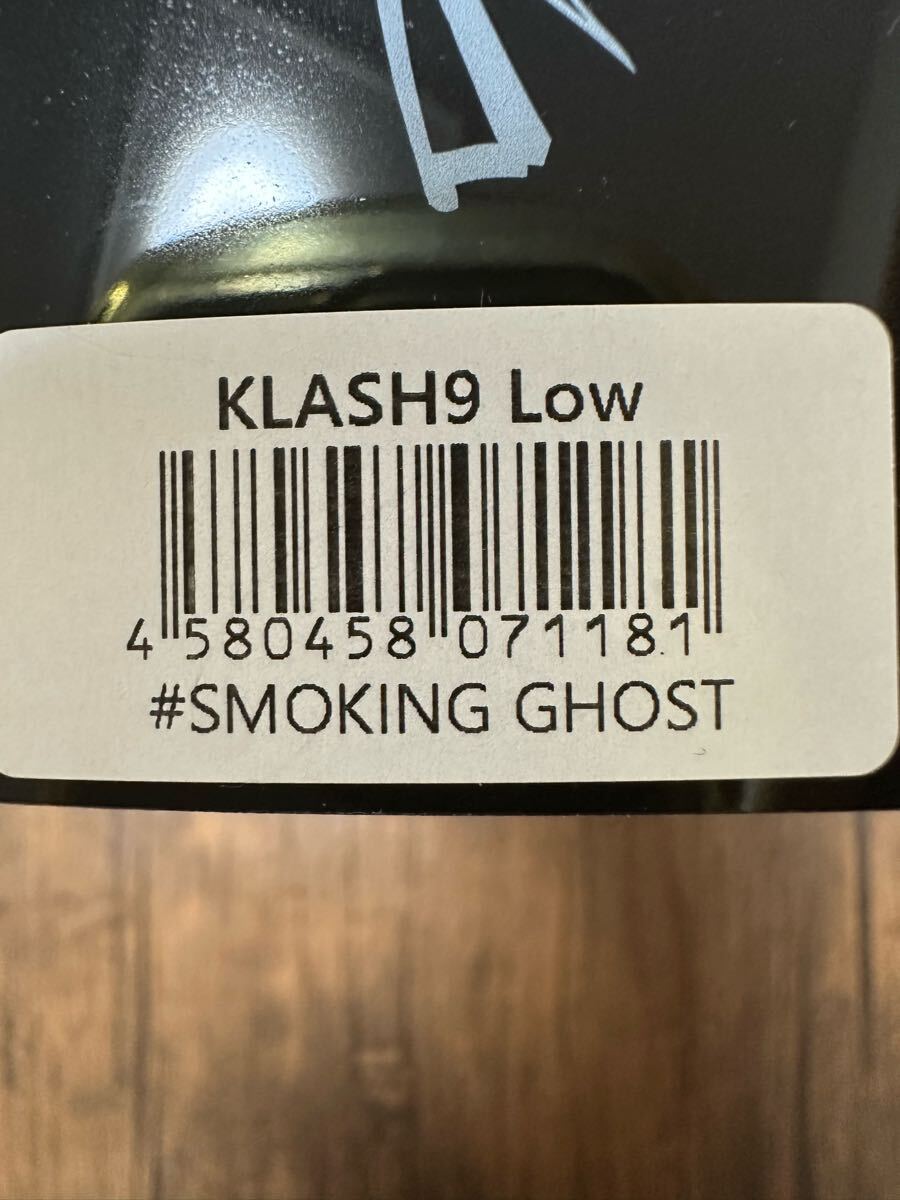 KLASH9 Low
4 580458 071181
#SMOKING GHOST